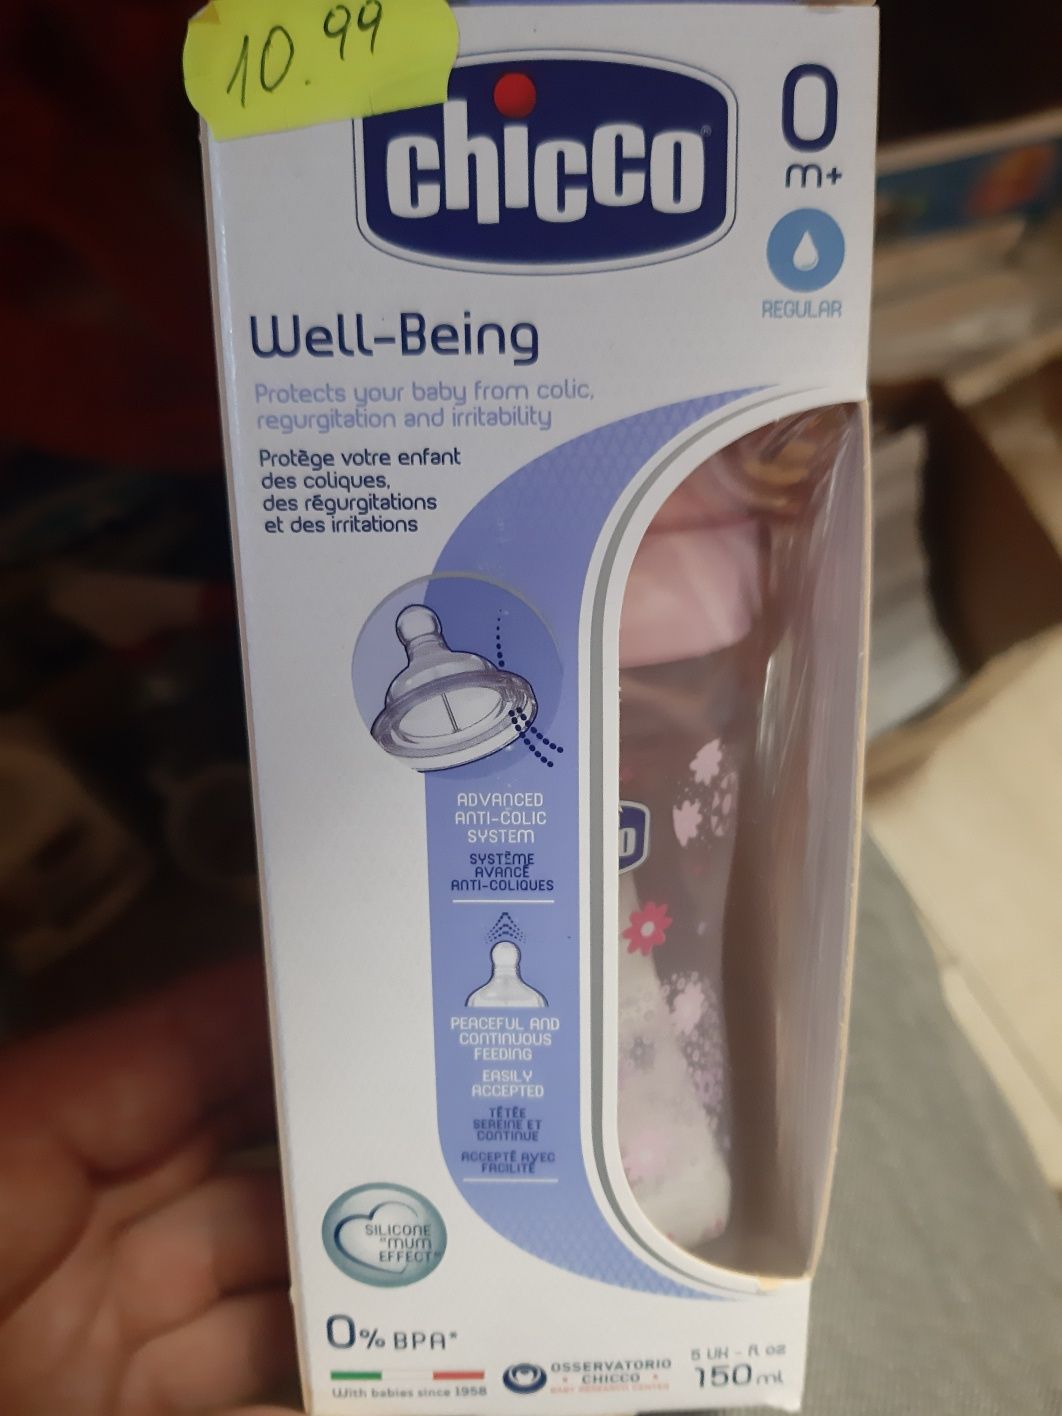 10.99
chicco®
0
m+
REGULAR
Well-Being
Protects your baby from colic,
regurgitation and irritability
Protège votre enfant
des coliques,
des régurgitations
et des irritations
ADVANCED
ANTI-COLIC
SYSTEM
SYSTÈME
AVANCÉ
ANTI-COLIQUES
PEACEFUL AND
CONTINUOUS
FEEDING
EASILY
ACCEPTED
TÉTÉE
SEREINE ET
CONTINUE
ACCEPTÉ AVEC
FACILITÉ
SILICONE
"MUM
EFFECT"
0% BPA*
With babies since 1958
OSSERVATORIO
CHICCO
BABY RESEARCH CENTER
5 UK - fl oz
150ml